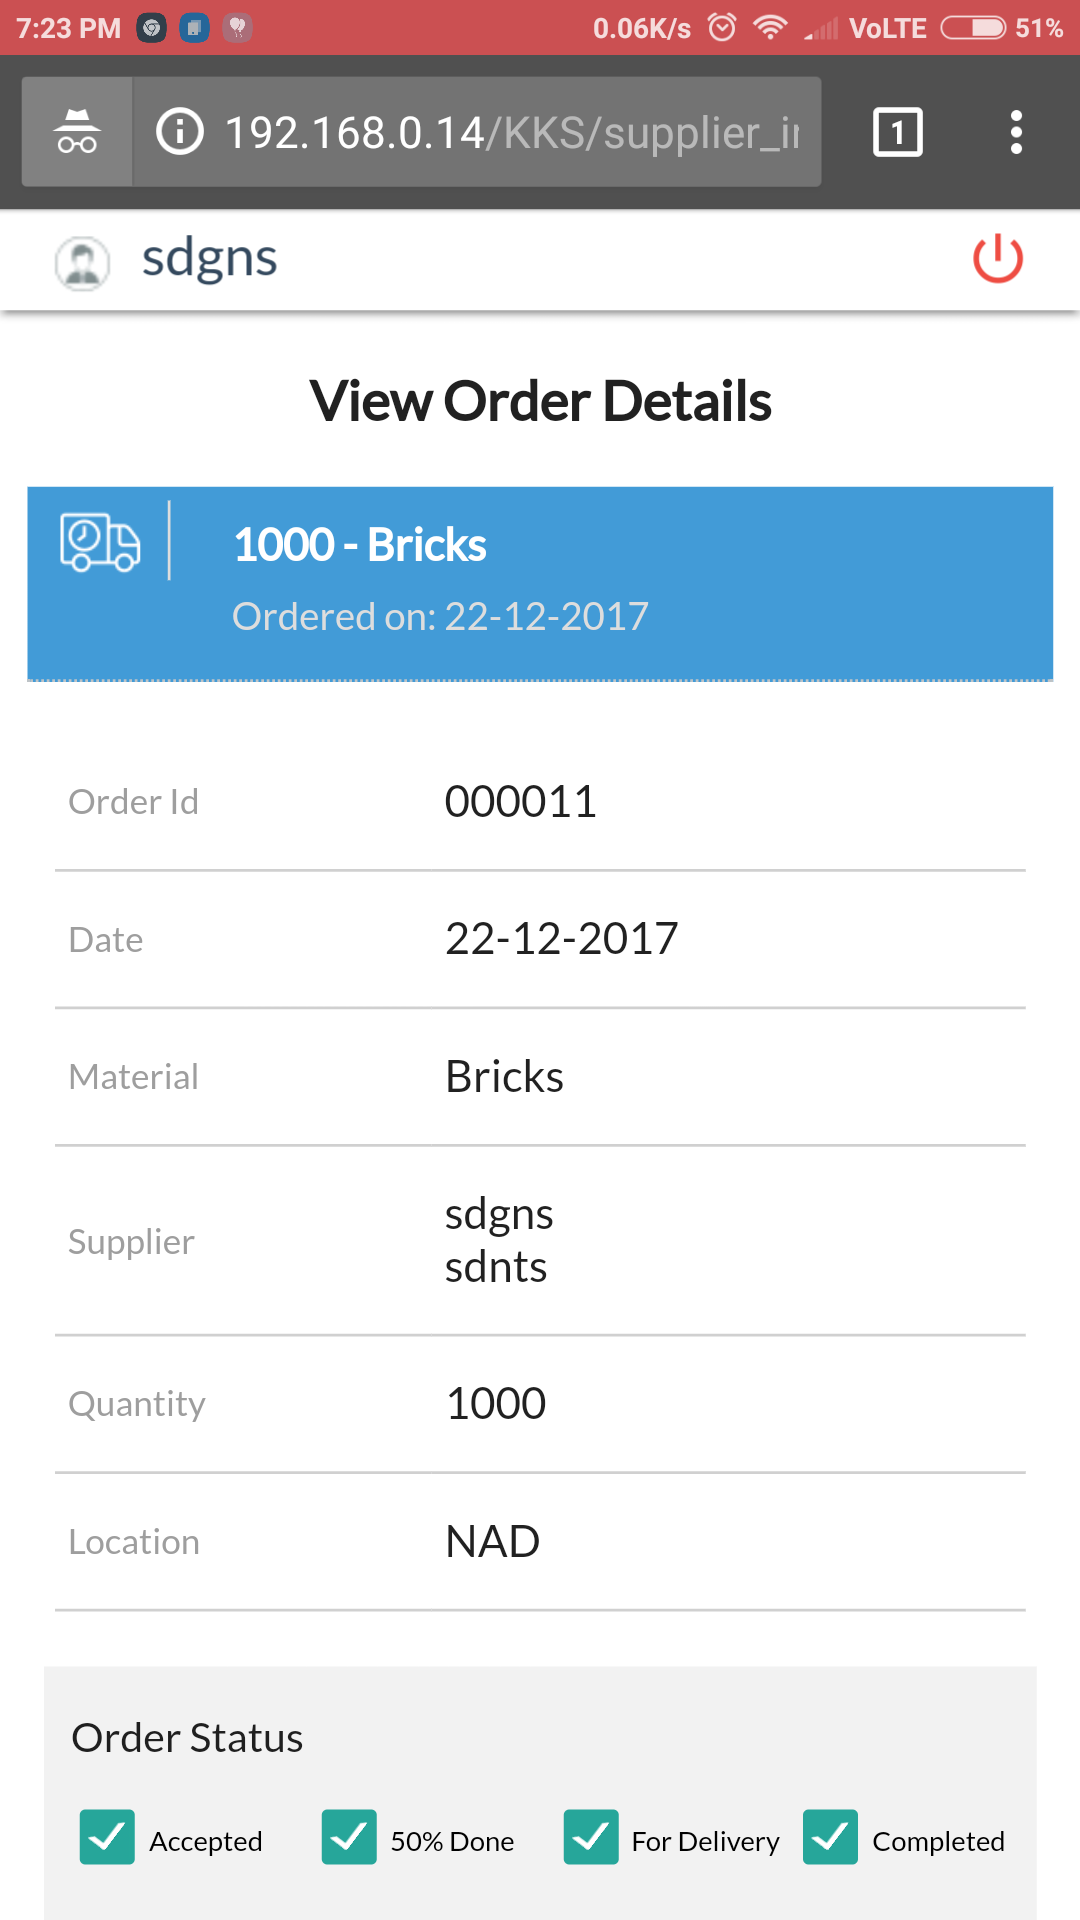 7:23 PM 0.06K/s VoLTE 51%
192.168.0.14/KKS/supplier_i
1
sdgns
View Order Details
1000 - Bricks
Ordered on: 22-12-2017
Order Id 000011
Date 22-12-2017
Material Bricks
Supplier sdgns
sdnts
Quantity 1000
Location NAD
Order Status
Accepted 50% Done For Delivery Completed